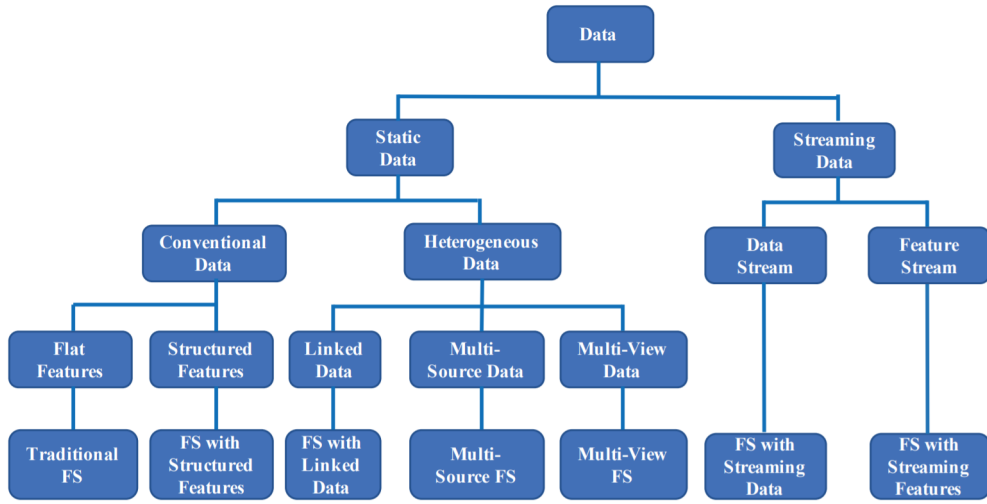 Data
Static
Data
Streaming
Data
Conventional
Data
Heterogeneous
Data
Data
Stream
Feature
Stream
Flat
Features
Structured
Features
Linked
Data
Multi-
Source Data
Multi-View
Data
Traditional
FS
FS with
Structured
Features
FS with
Linked
Data
Multi-
Source FS
Multi-View
FS
FS with
Streaming
Data
FS with
Streaming
Features